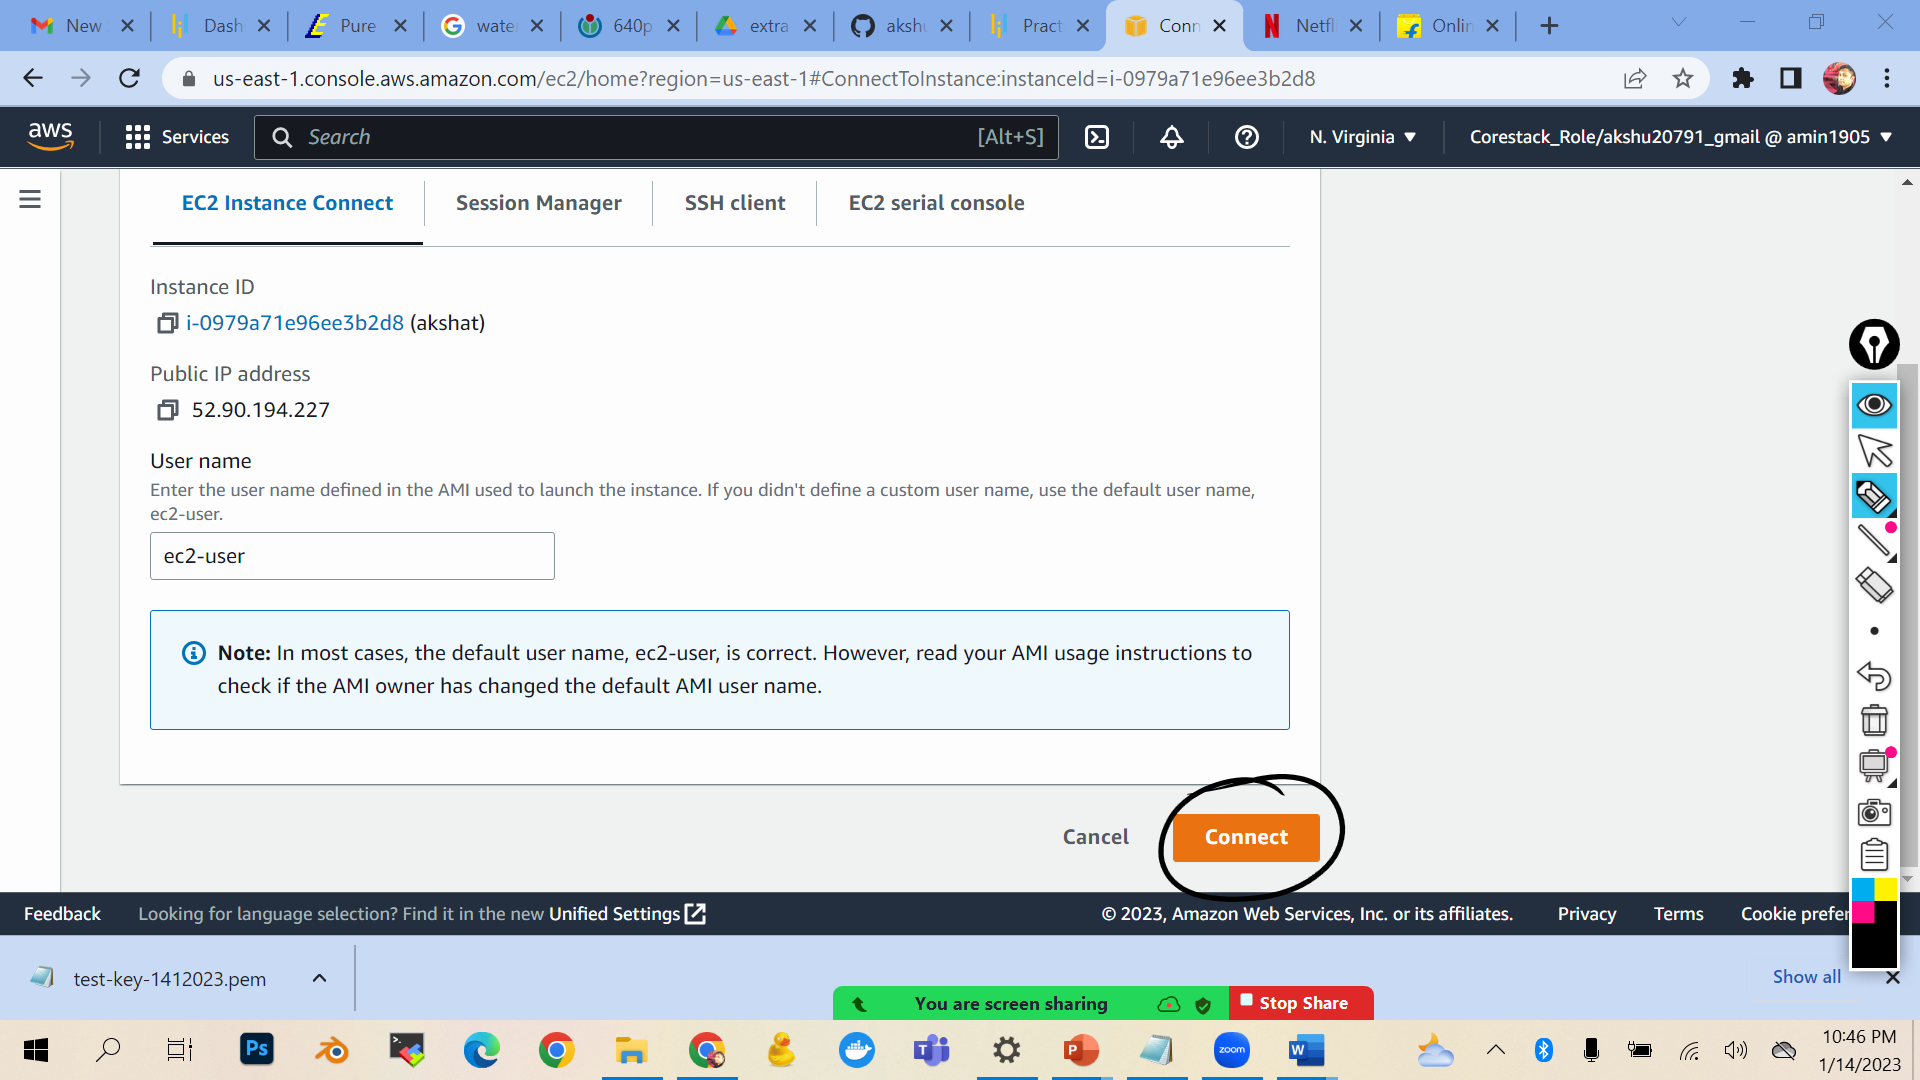 New
Dash
Pure
wate
640p
extra
akshu
Pract
Conn
Netfl
Onlin
us-east-1.console.aws.amazon.com/ec2/home?region=us-east-1#ConnectToInstance:instanceId=i-0979a71e96ee3b2d8
aws
Services
Search
[Alt+S]
N. Virginia
Corestack_Role/akshu20791_gmail @ amin1905
EC2 Instance Connect
Session Manager
SSH client
EC2 serial console
Instance ID
i-0979a71e96ee3b2d8 (akshat)
Public IP address
52.90.194.227
User name
Enter the user name defined in the AMI used to launch the instance. If you didn't define a custom user name, use the default user name,
ec2-user.
ec2-user
Note: In most cases, the default user name, ec2-user, is correct. However, read your AMI usage instructions to
check if the AMI owner has changed the default AMI user name.
Cancel
Connect
Feedback
Looking for language selection? Find it in the new Unified Settings
© 2023, Amazon Web Services, Inc. or its affiliates.
Privacy
Terms
Cookie prefer
test-key-1412023.pem
Show all
You are screen sharing
Stop Share
Ps
zoom
P
W
10:46 PM
1/14/2023